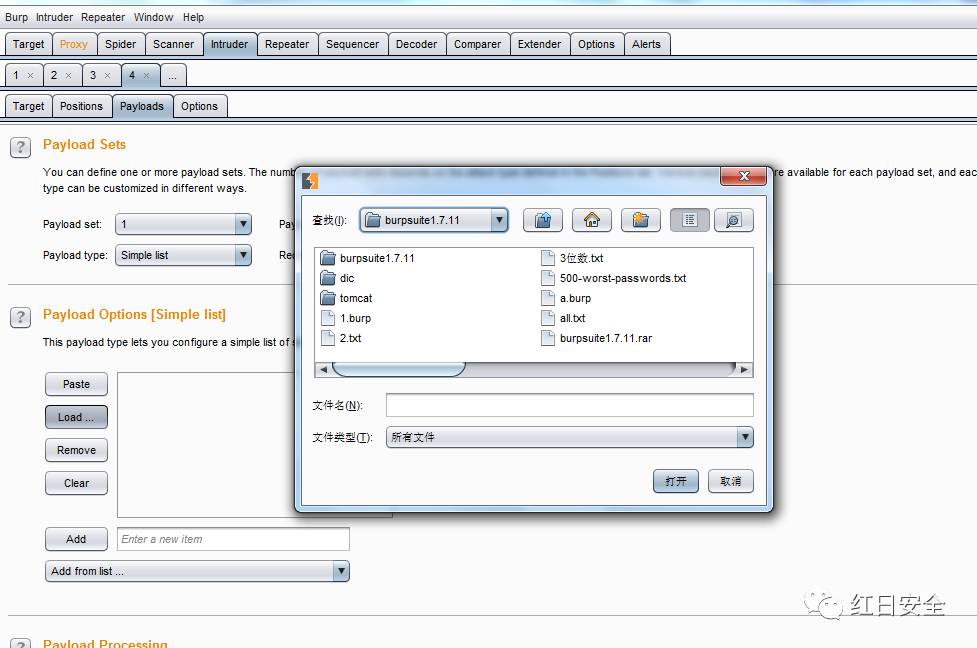 Burp Intruder Repeater Window Help
Target Proxy Spider Scanner Intruder Repeater Sequencer Decoder Comparer Extender Options Alerts
1 × 2 × 3 × 4 × ...
Target Positions Payloads Options
? Payload Sets
You can define one or more payload sets. The num re available for each payload set, and eac
type can be customized in different ways.
Payload set: 1 Pay
Payload type: Simple list Rec
? Payload Options [Simple list]
This payload type lets you configure a simple list of s
Paste
Load ...
Remove
Clear
Add Enter a new item
Add from list ...
? Payload Processing
查找(I): burpsuite1.7.11
burpsuite1.7.11
dic
tomcat
1.burp
2.txt
3位数.txt
500-worst-passwords.txt
a.burp
all.txt
burpsuite1.7.11.rar
文件名(N):
文件类型(T): 所有文件
打开 取消
红日安全